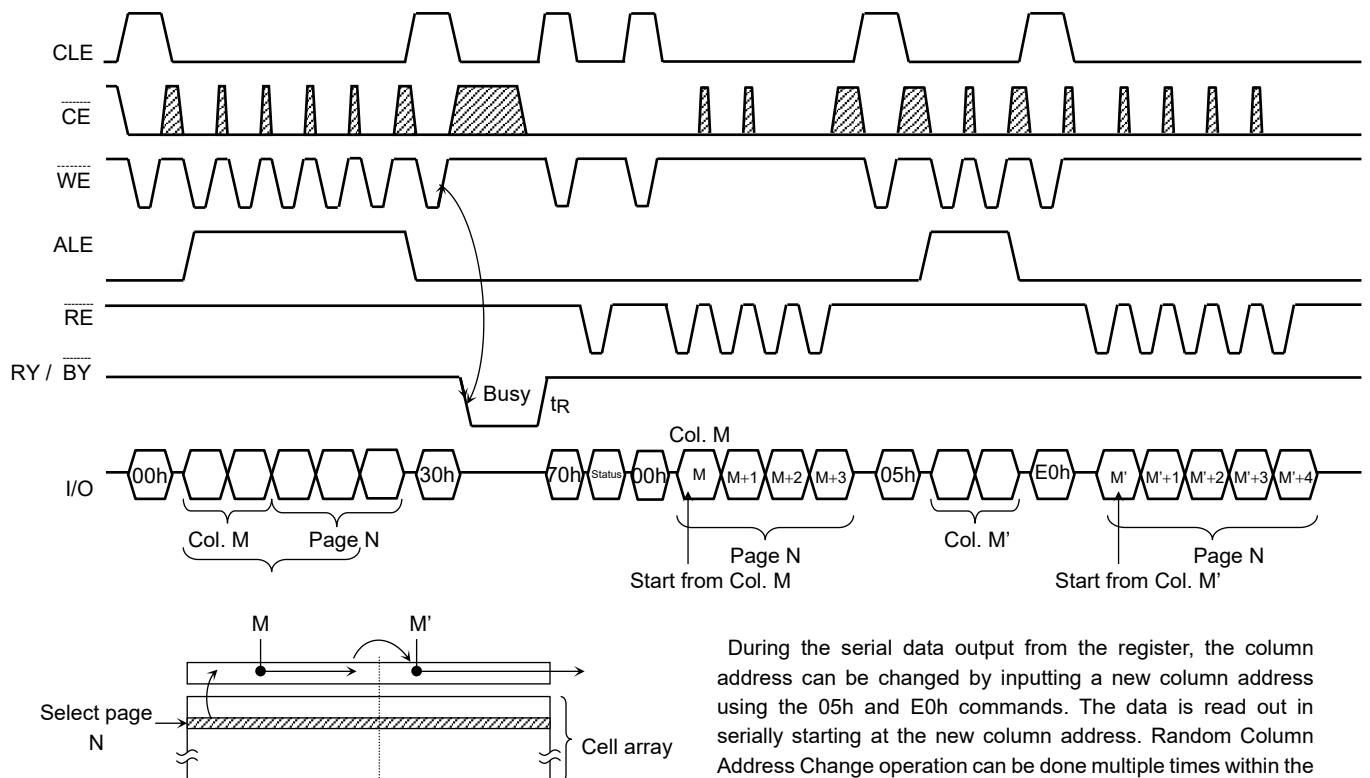 CLE
CE
WE
ALE
RE
RY / BY
Busy
tR
Col. M
I/O
00h
30h
70h
Status
00h
M
M+1
M+2
M+3
05h
E0h
M'
M'+1
M'+2
M'+3
M'+4
Col. M
Page N
Page N
Col. M’
Page N
Start from Col. M
Start from Col. M’
M
M’
Select page
N
Cell array
During the serial data output from the register, the column
address can be changed by inputting a new column address
using the 05h and E0h commands. The data is read out in
serially starting at the new column address. Random Column
Address Change operation can be done multiple times within the